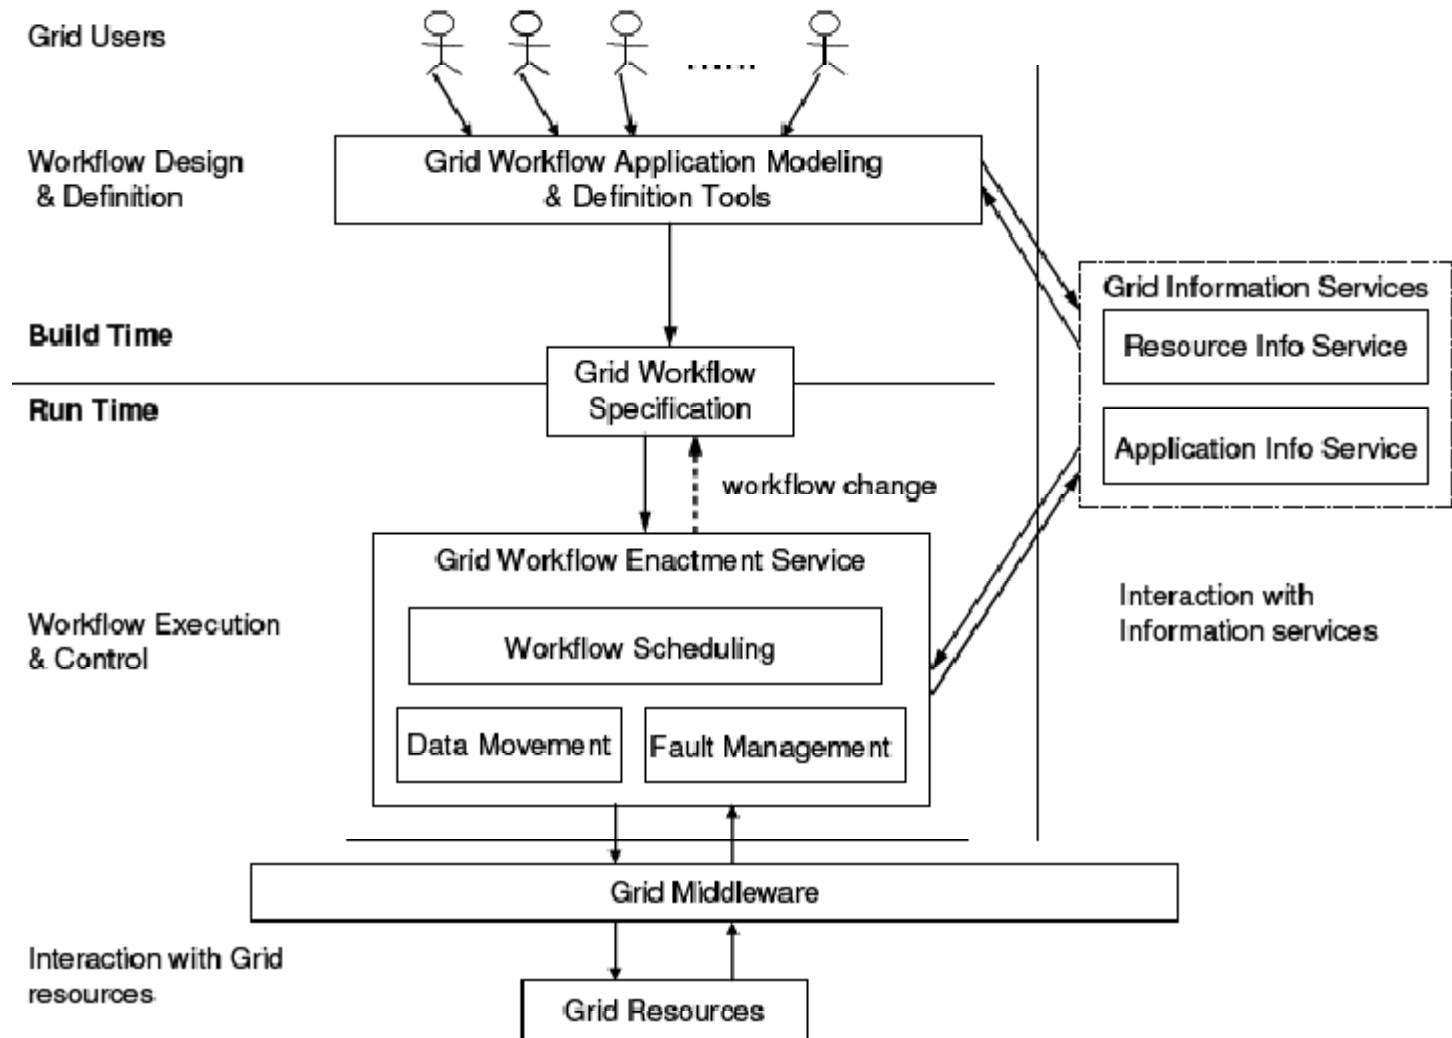 Grid Users
......
Workflow Design
& Definition
Grid Workflow Application Modeling
& Definition Tools
Grid Information Services
Resource Info Service
Application Info Service
Build Time
Run Time
Grid Workflow
Specification
workflow change
Grid Workflow Enactment Service
Workflow Scheduling
Data Movement
Fault Management
Workflow Execution
& Control
Interaction with
Information services
Grid Middleware
Interaction with Grid
resources
Grid Resources